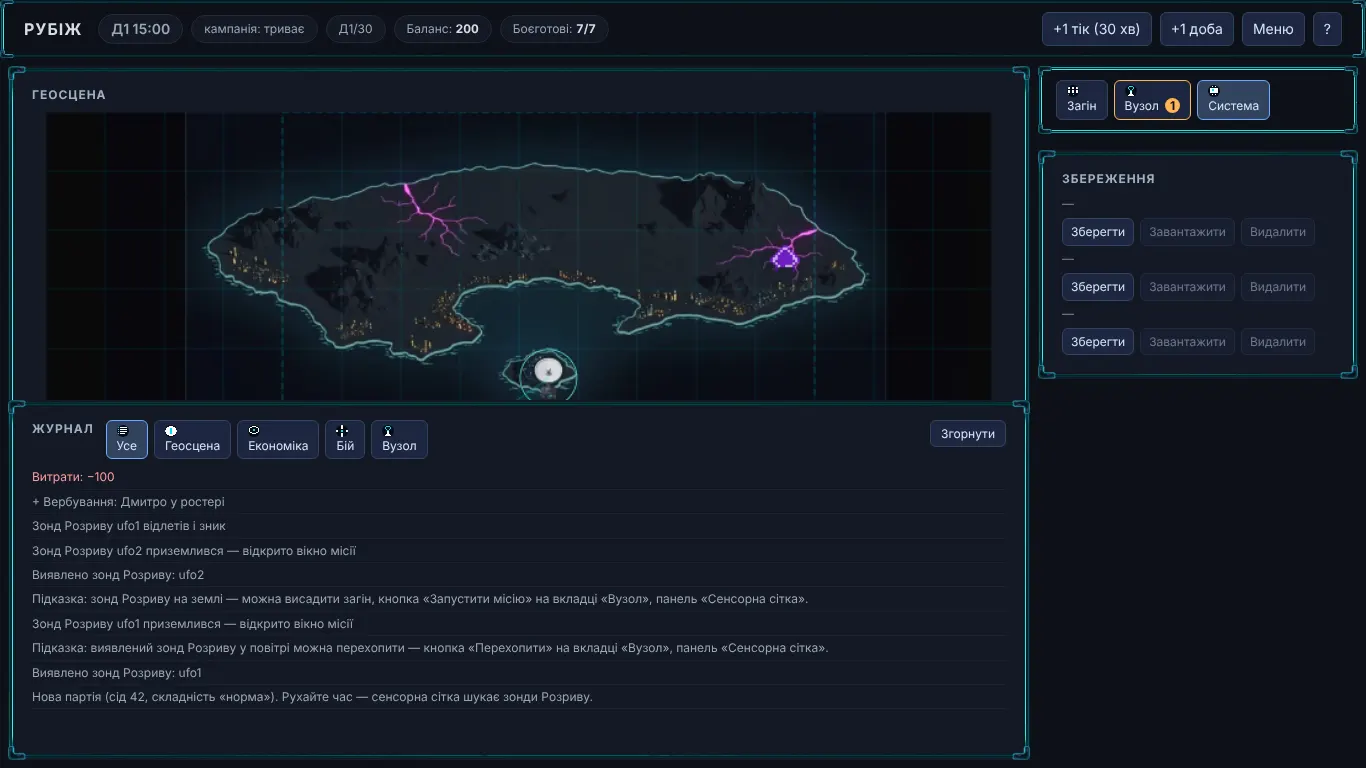 РУБІЖ Д1 15:00 кампанія: триває Д1/30 Баланс: 200 Боєготові: 7/7 +1 тік (30 хв) +1 доба Меню ?
ГЕОСЦЕНА
Загін Вузол 1 Система
ЗБЕРЕЖЕННЯ
—
Зберегти Завантажити Видалити
—
Зберегти Завантажити Видалити
—
Зберегти Завантажити Видалити
ЖУРНАЛ Усе Геосцена Економіка Бій Вузол Згорнути
Витрати: −100
+ Вербування: Дмитро у ростері
Зонд Розриву ufo1 відлетів і зник
Зонд Розриву ufo2 приземлився — відкрито вікно місії
Виявлено зонд Розриву: ufo2
Підказка: зонд Розриву на землі — можна висадити загін, кнопка «Запустити місію» на вкладці «Вузол», панель «Сенсорна сітка».
Зонд Розриву ufo1 приземлився — відкрито вікно місії
Підказка: виявлений зонд Розриву у повітрі можна перехопити — кнопка «Перехопити» на вкладці «Вузол», панель «Сенсорна сітка».
Виявлено зонд Розриву: ufo1
Нова партія (сід 42, складність «норма»). Рухайте час — сенсорна сітка шукає зонди Розриву.